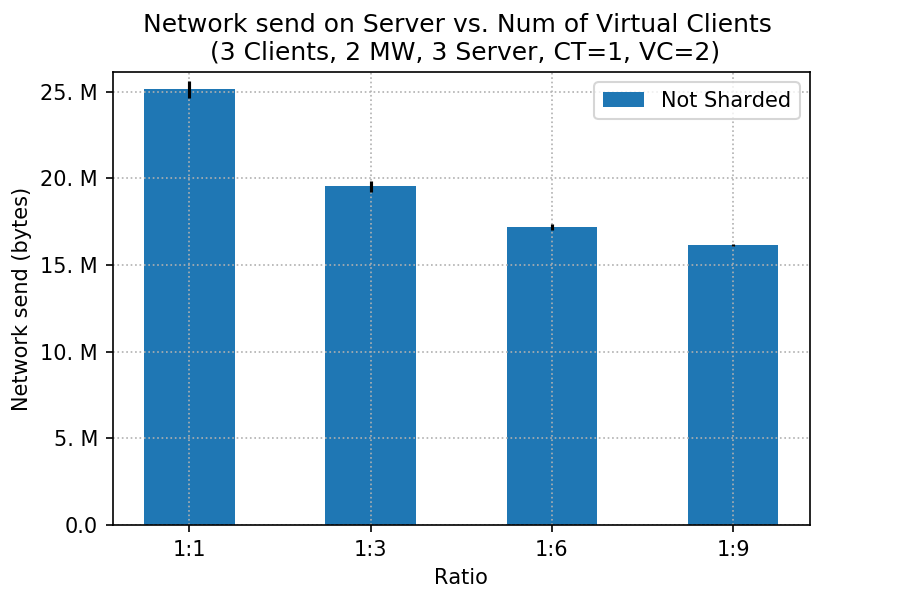 Network send on Server vs. Num of Virtual Clients
(3 Clients, 2 MW, 3 Server, CT=1, VC=2)
25. M
20. M
15. M
10. M
5. M
0.0
Network send (bytes)
Not Sharded
1:1
1:3
1:6
1:9
Ratio